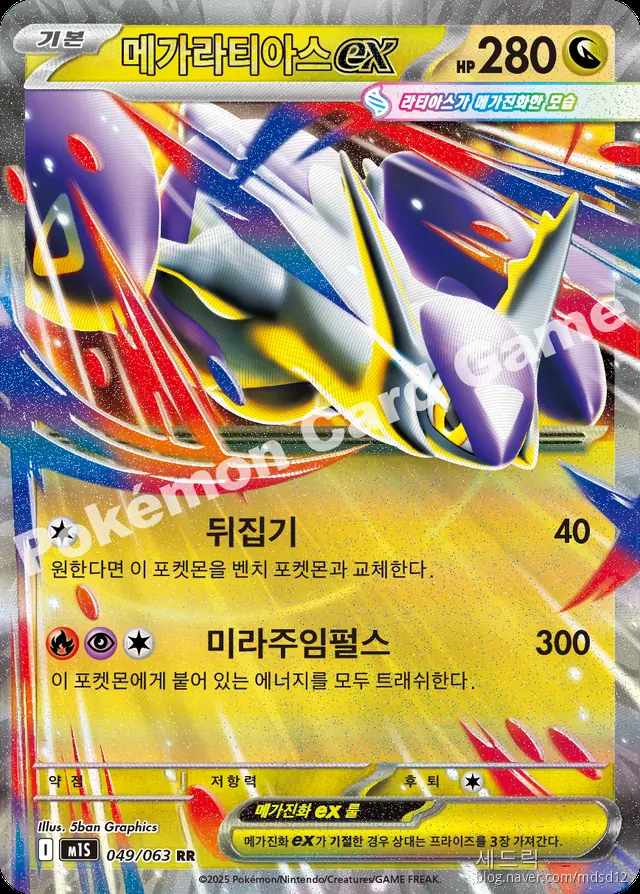 기본 메가라티아스ex HP280
라티아스가 메가진화한 모습
Pokémon Card Game
뒤집기 40
원한다면 이 포켓몬을 벤치 포켓몬과 교체한다.
미라주임펄스 300
이 포켓몬에게 붙어 있는 에너지를 모두 트래쉬한다.
약점 저항력 후퇴
메가진화 ex 룰
메가진화 ex가 기절한 경우 상대는 프라이즈를 3장 가져간다.
Illus. 5ban Graphics
I M1S 049/063 RR
©2025 Pokémon/Nintendo/Creatures/GAME FREAK.
세드릭
blog.naver.com/mdsd12